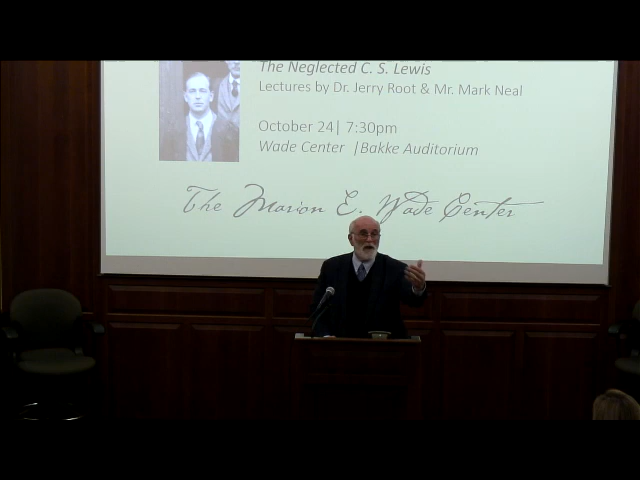 The Neglected C. S. Lewis
Lectures by Dr. Jerry Root & Mr. Mark Neal
October 24| 7:30pm
Wade Center |Bakke Auditorium
The Marion E. Wade Center